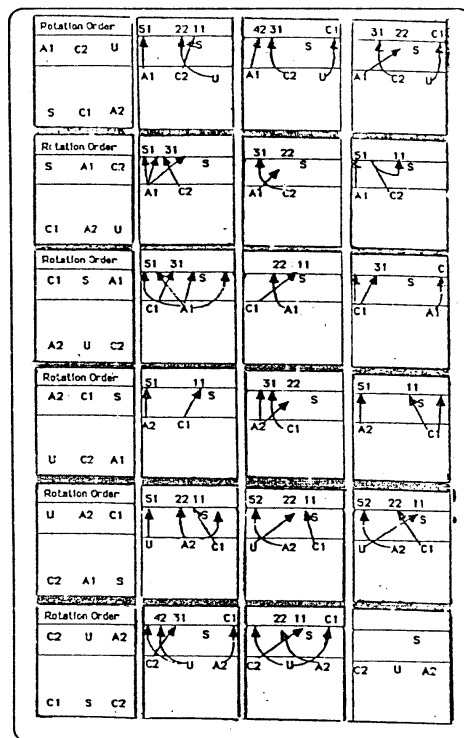 Rotation Order
A1 C2 U
S C1 A2
S1 22 11
S
A1 C2 U
42 31 C1
S
A1 C2 U
31 22 C1
S
A1 C2 U
Rotation Order
S A1 C2
C1 A2 U
S1 31
S
A1 C2
31 22
S
A1 C2
S1 11
S
A1 C2
Rotation Order
C1 S A1
A2 U C2
S1 31
S
C1 A1
22 11
S
C1 A1
31 C
S
C1 A1
Rotation Order
A2 C1 S
U C2 A1
S1 11
S
A2 C1
31 22
S
A2 C1
S1 11
S
A2 C1
Rotation Order
U A2 C1
C2 A1 S
S1 22 11
S
U A2 C1
S2 22 11
S
U A2 C1
S2 22 11
S
U A2 C1
Rotation Order
C2 U A2
C1 S C2
42 31 C1
S
C2 U A2
22 11 C1
S
C2 U A2
S
C2 U A2